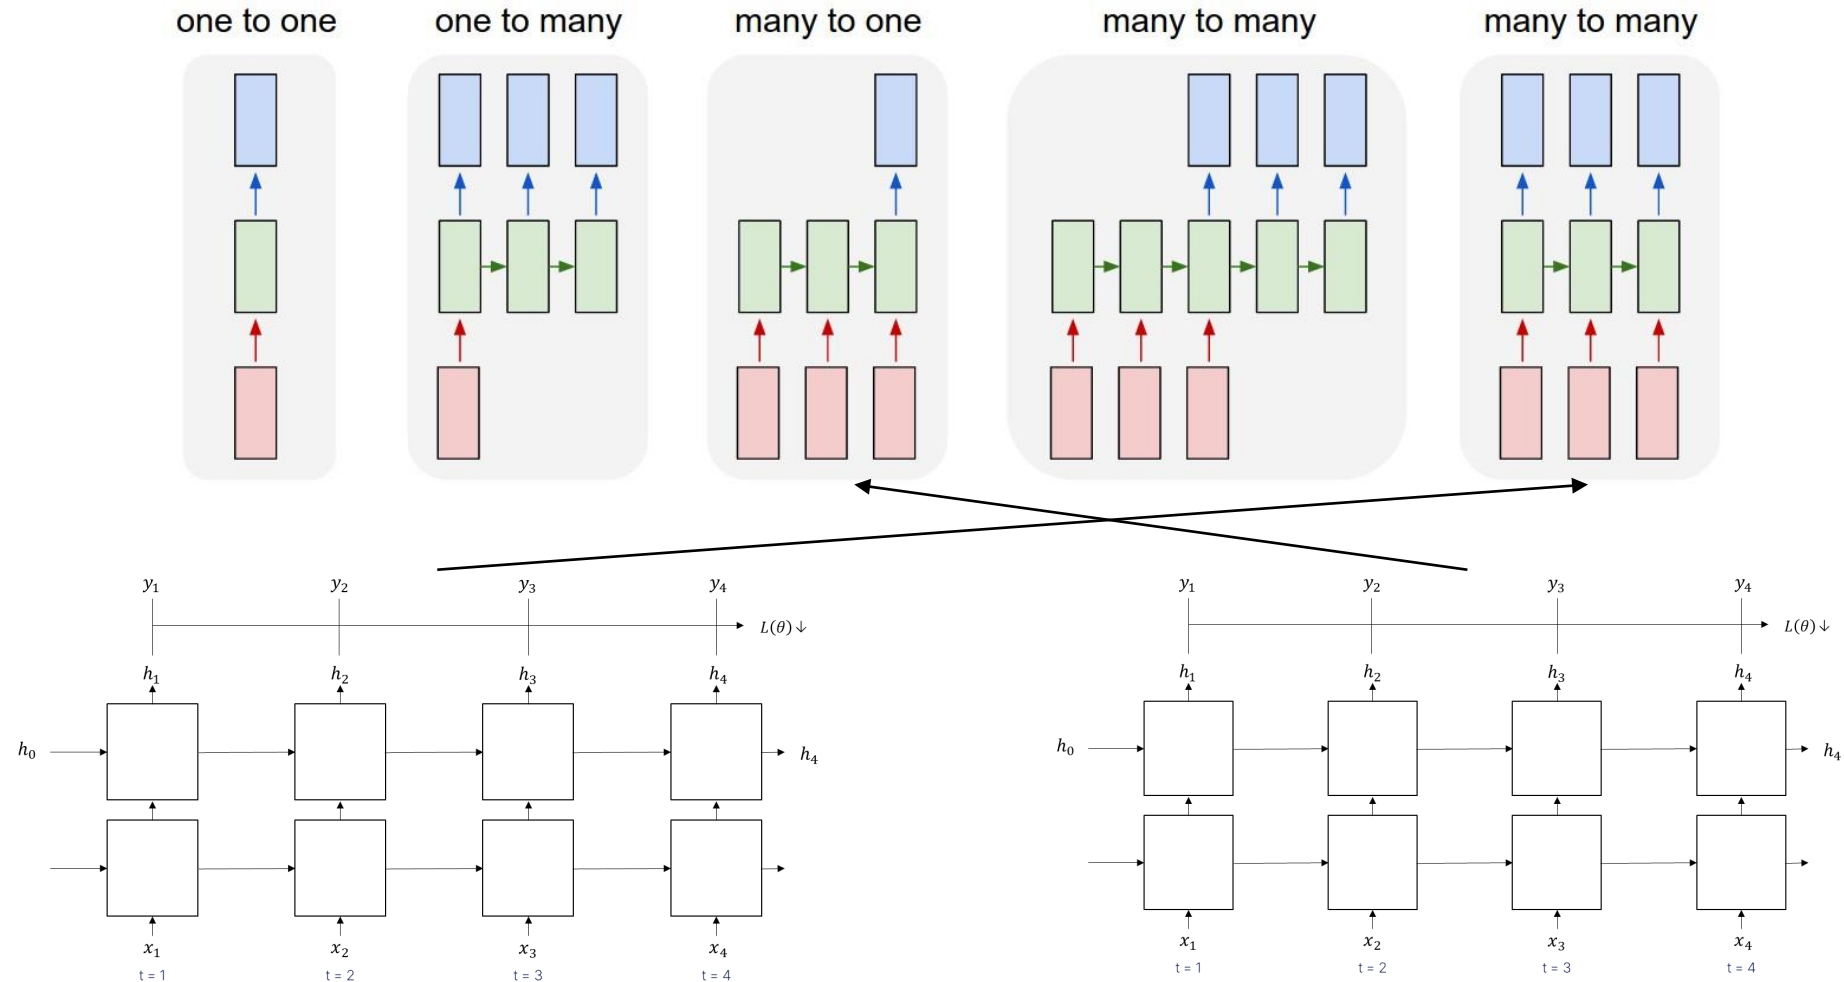 one to one one to many many to one many to many many to many
y₁ y₂ y₃ y₄
L(θ)↓
h₁ h₂ h₃ h₄
h₀ h₄
x₁ x₂ x₃ x₄
t = 1 t = 2 t = 3 t = 4
y₁ y₂ y₃ y₄
L(θ)↓
h₁ h₂ h₃ h₄
h₀ h₄
x₁ x₂ x₃ x₄
t = 1 t = 2 t = 3 t = 4